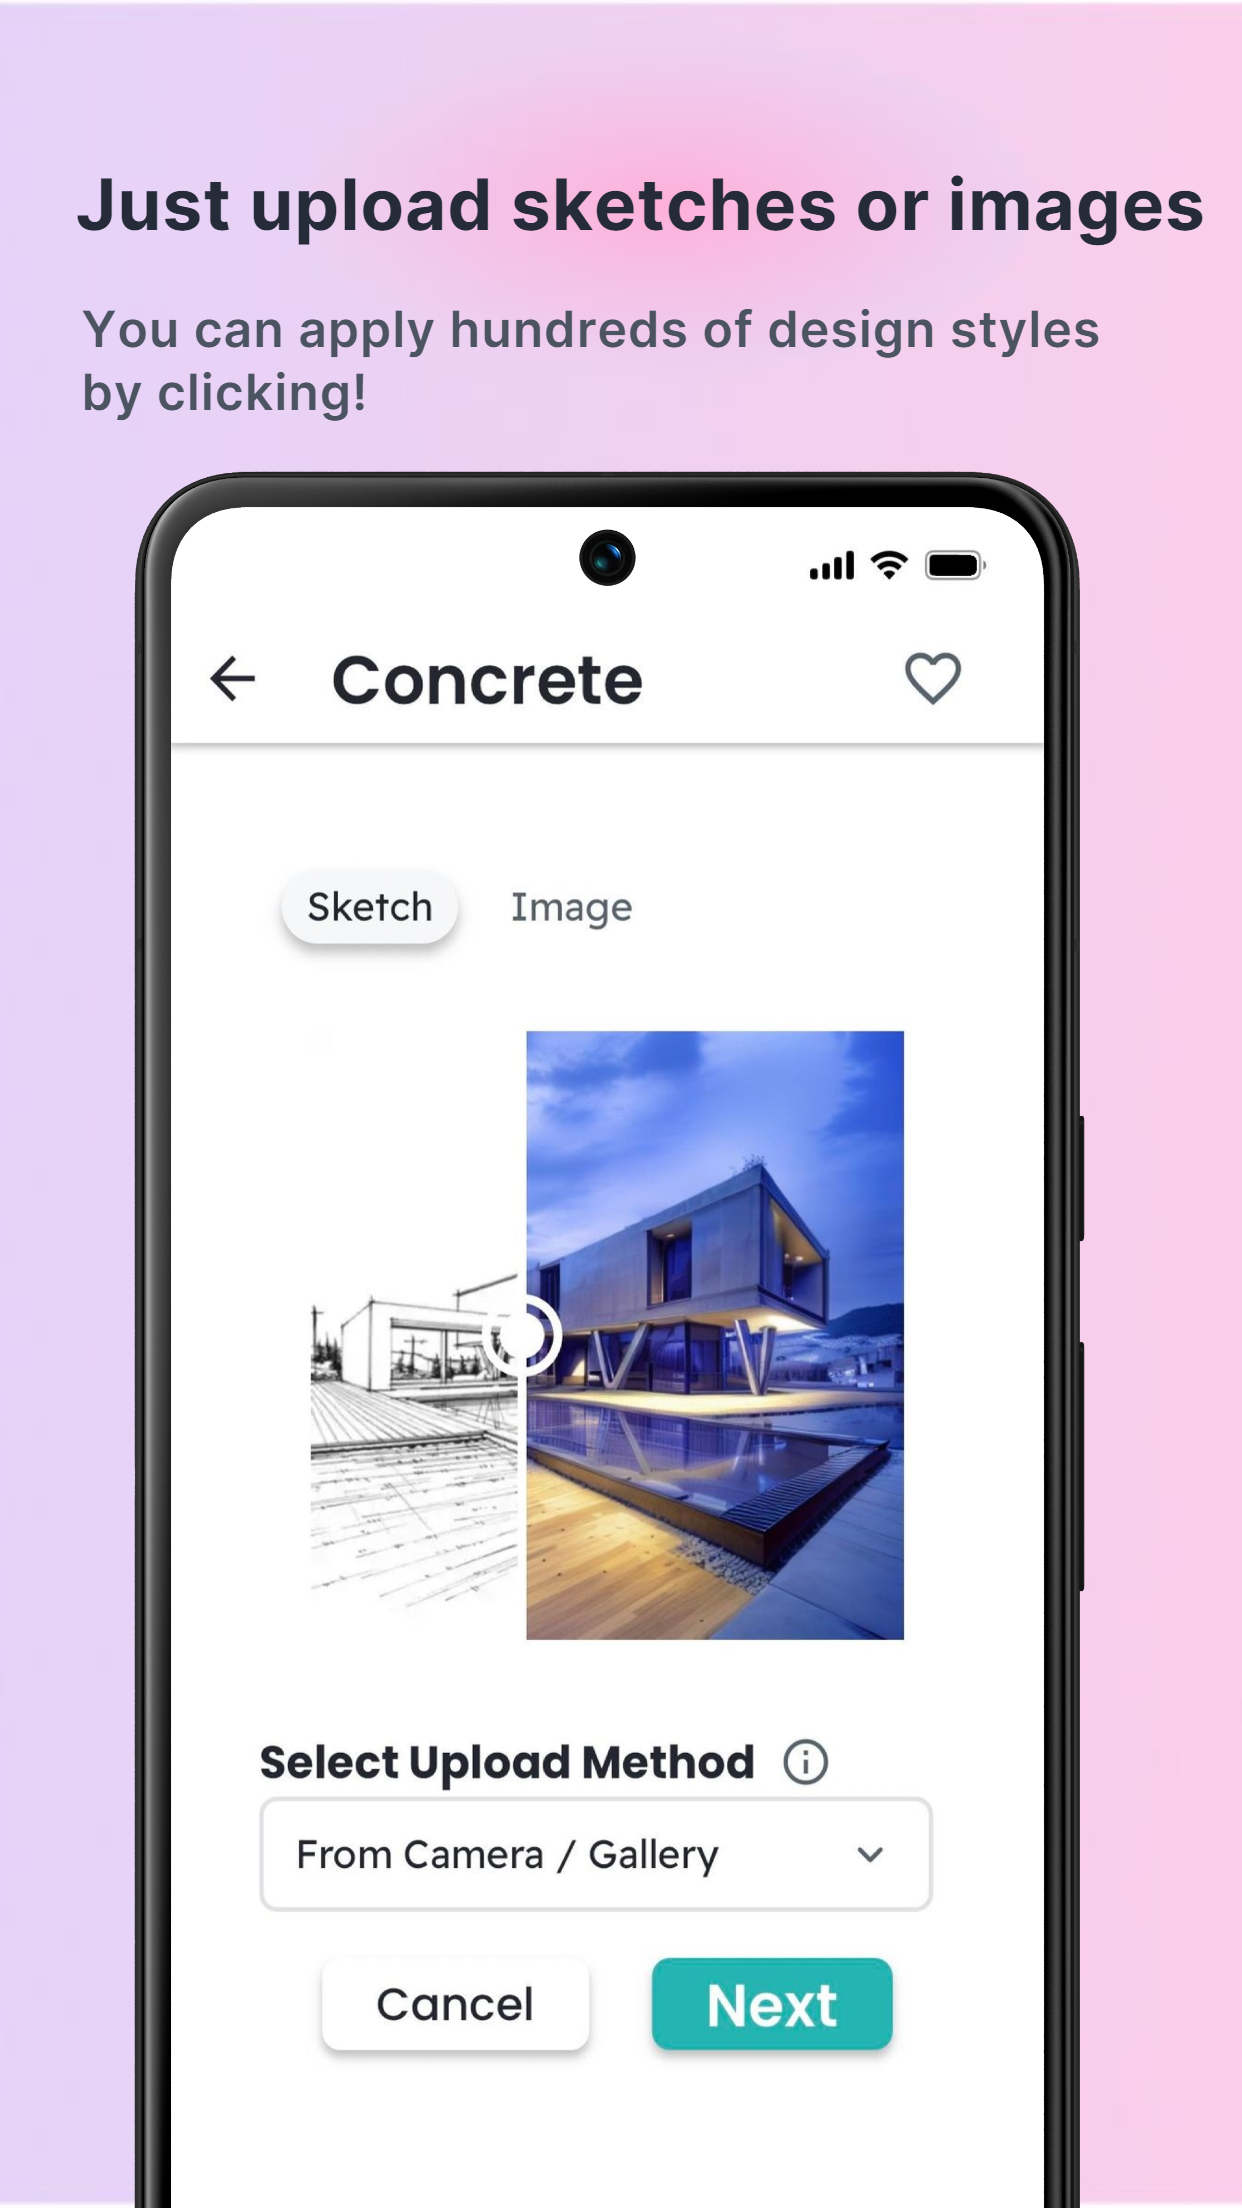 Just upload sketches or images
You can apply hundreds of design styles
by clicking!
Concrete
Sketch Image
Select Upload Method
From Camera / Gallery
Cancel Next